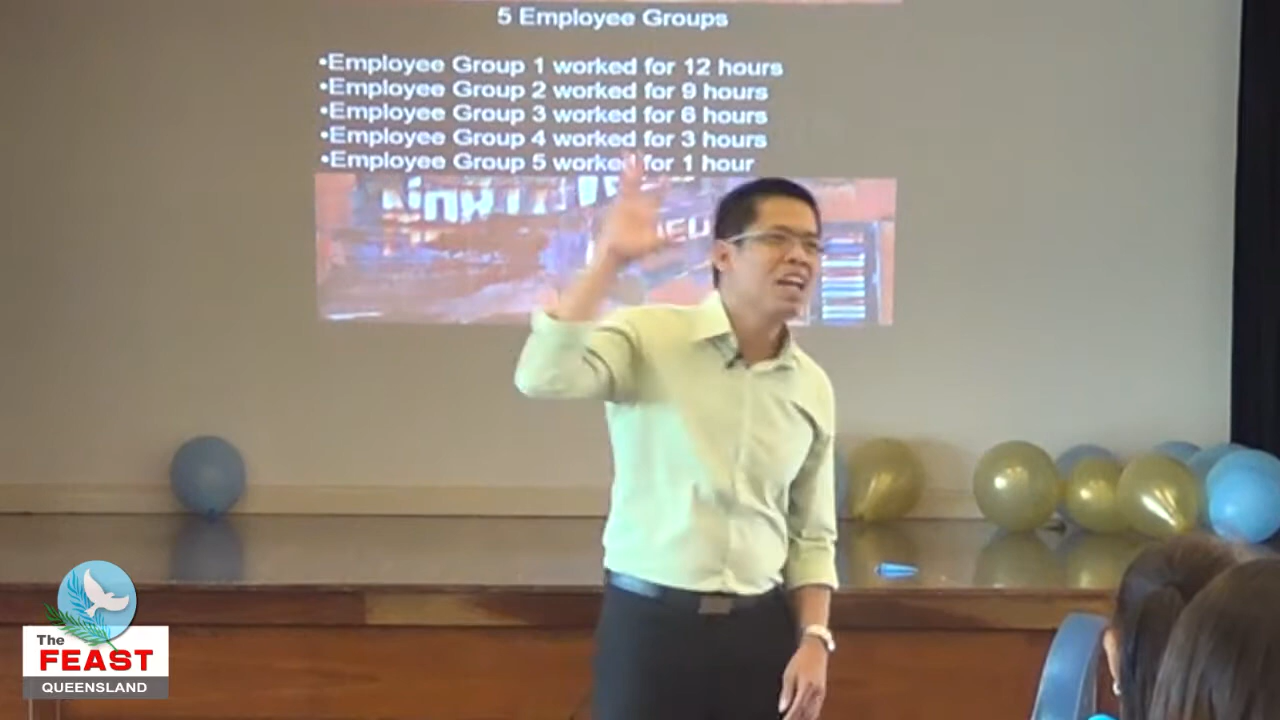 5 Employee Groups
•Employee Group 1 worked for 12 hours
•Employee Group 2 worked for 9 hours
•Employee Group 3 worked for 6 hours
•Employee Group 4 worked for 3 hours
•Employee Group 5 worked for 1 hour
The
FEAST
QUEENSLAND